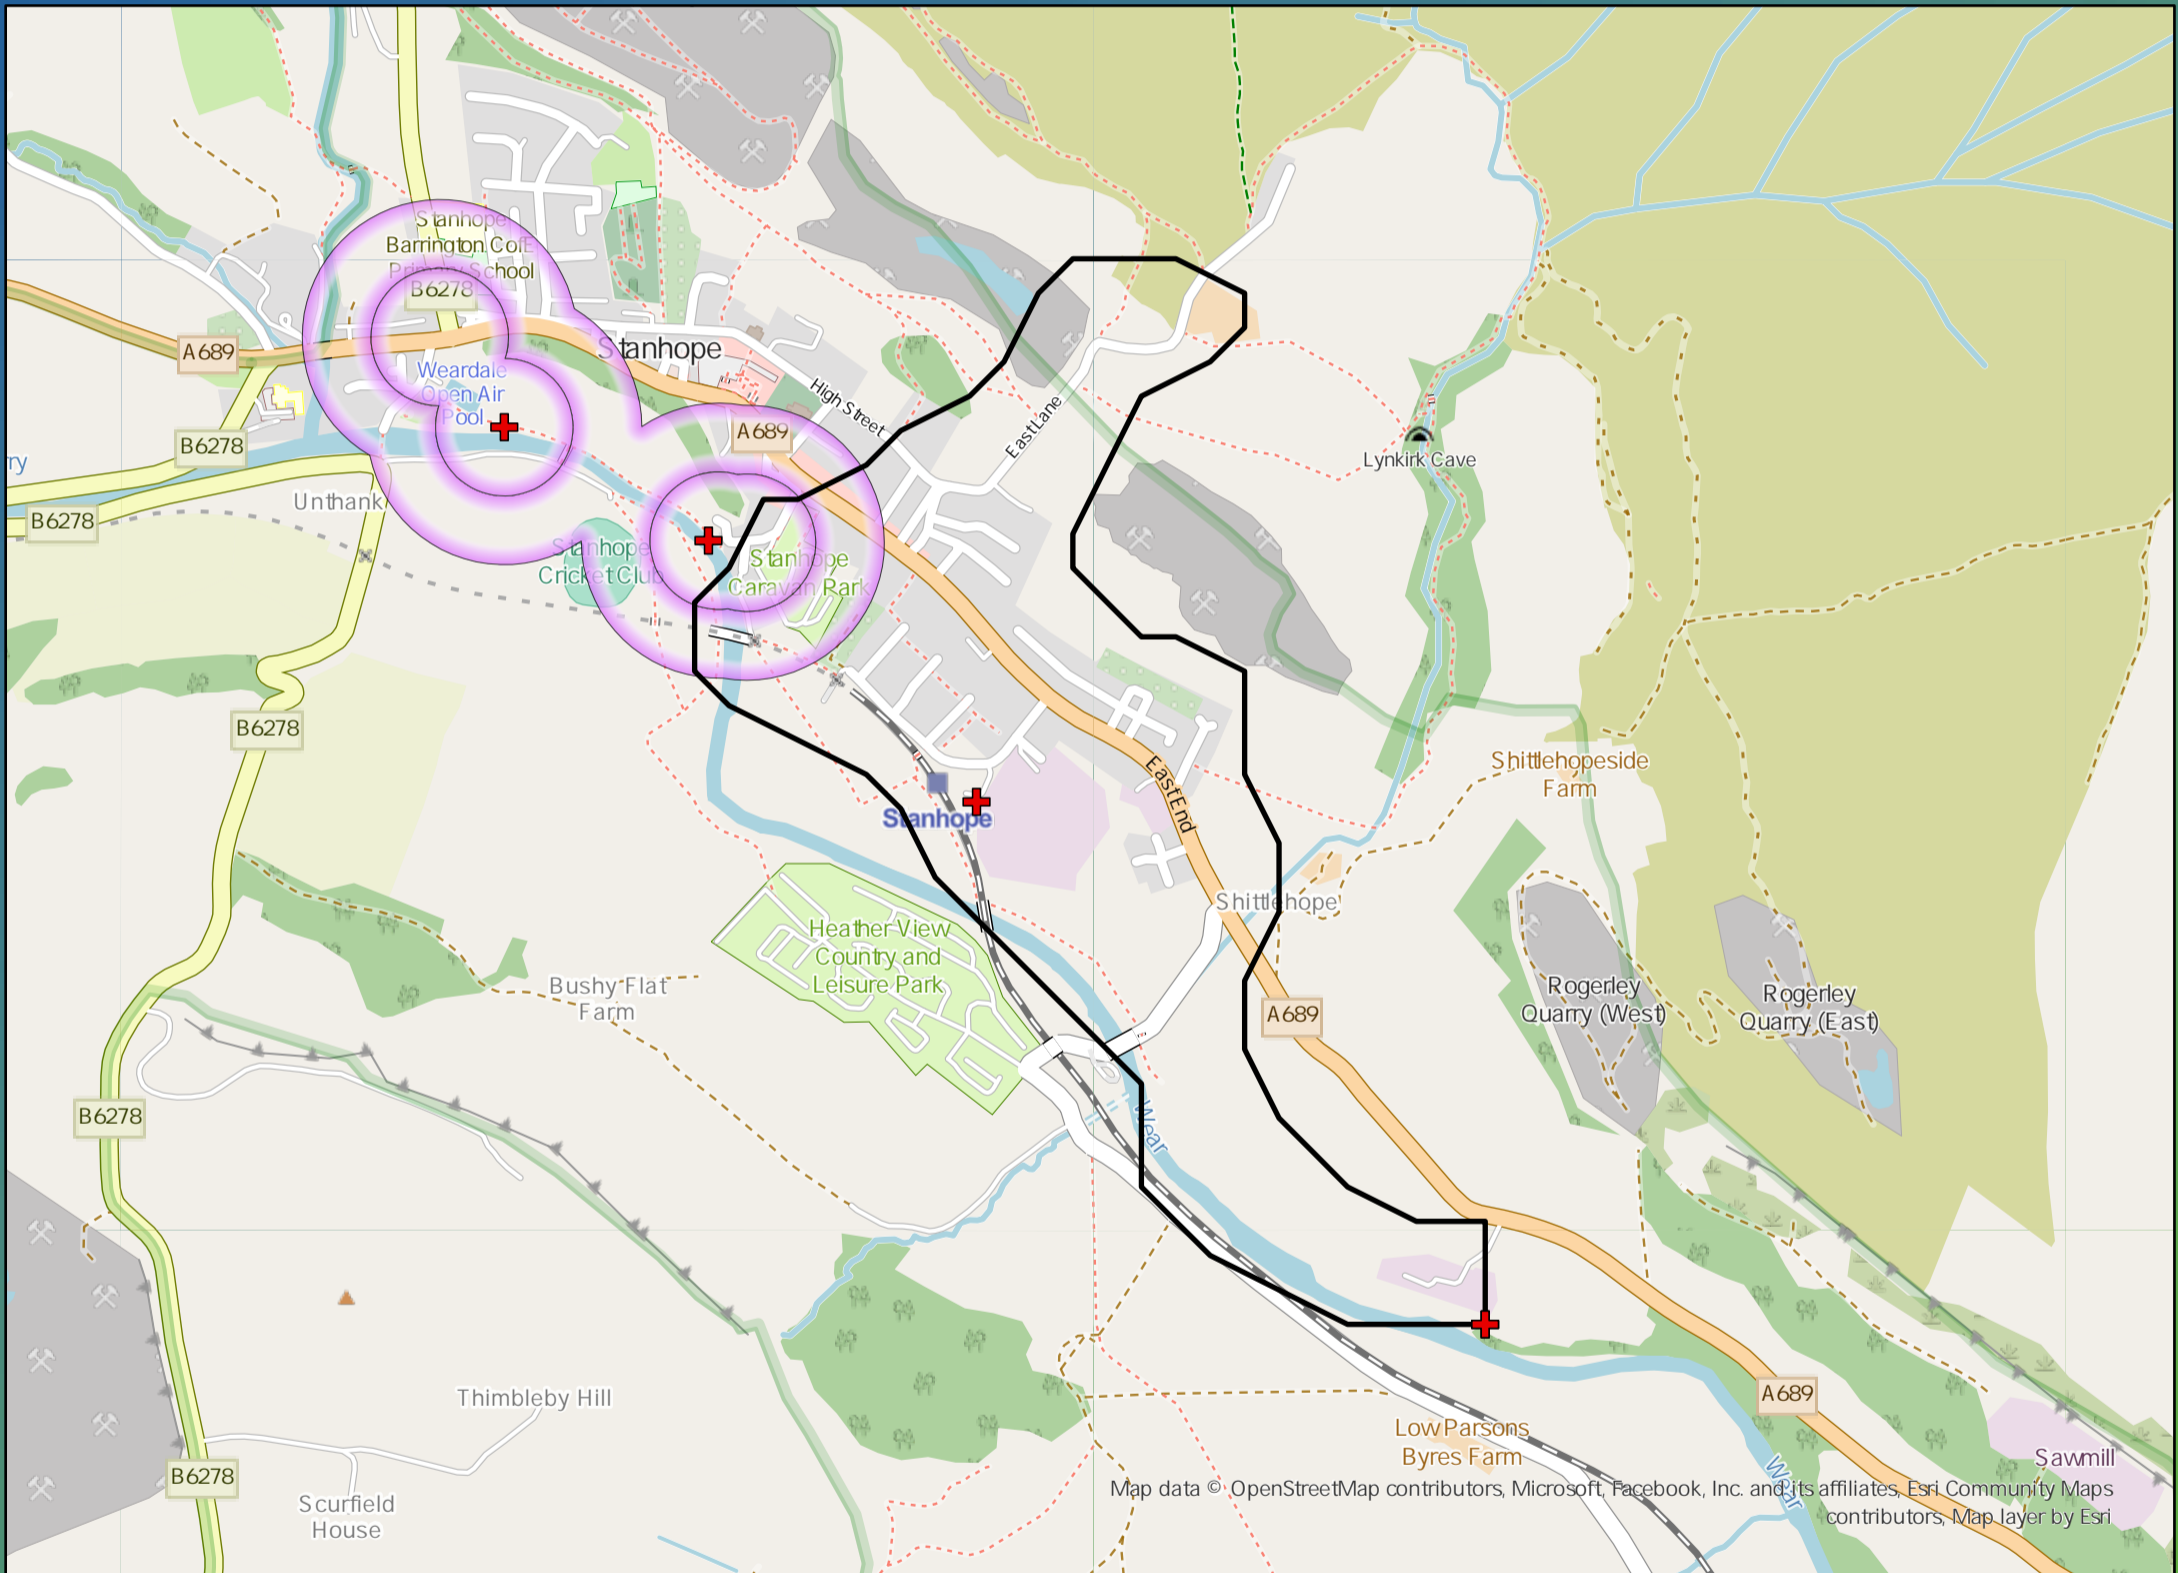 Stanhope
Barrington CofE
Primary School
B6278
A689
Stanhope
Weardale
Open Air
Pool
High Street
A689
East Lane
B6278
Lynkirk Cave
ry
Unthank
B6278
Stanhope
Cricket Club
Stanhope
Caravan Park
B6278
Shittlehopeside
Farm
East End
Stanhope
Shittlehope
Heather View
Country and
Leisure Park
Bushy Flat
Farm
A689
Rogerley
Quarry (West)
Rogerley
Quarry (East)
B6278
Wear
Thimbleby Hill
A689
Low Parsons
Byres Farm
Sawmill
B6278
Wear
Scurfield
House
Map data © OpenStreetMap contributors, Microsoft, Facebook, Inc. and its affiliates, Esri Community Maps
contributors, Map layer by Esri